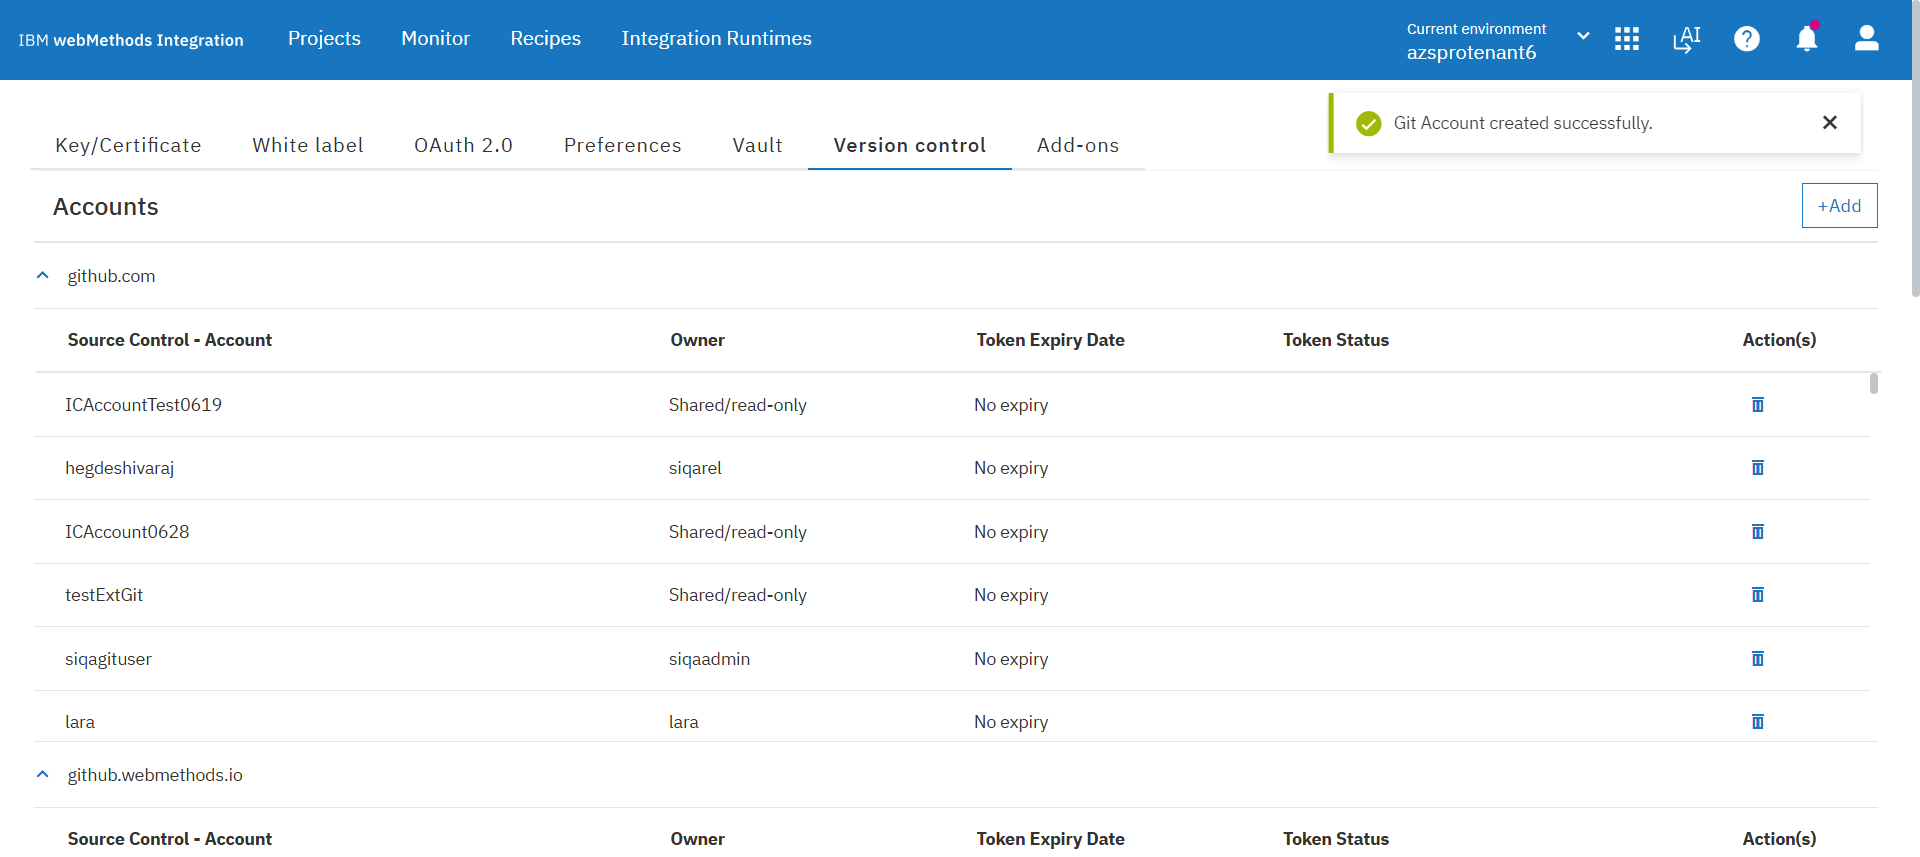 IBM webMethods Integration
Projects
Monitor
Recipes
Integration Runtimes
Current environment
azsprotenant6
AI
?
Git Account created successfully.
Key/Certificate
White label
OAuth 2.0
Preferences
Vault
Version control
Add-ons
Accounts
+Add
github.com
Source Control - Account Owner Token Expiry Date Token Status Action(s)
ICAccountTest0619 Shared/read-only No expiry
hegdeshivaraj siqarel No expiry
ICAccount0628 Shared/read-only No expiry
testExtGit Shared/read-only No expiry
siqagituser siqaadmin No expiry
lara lara No expiry
github.webmethods.io
Source Control - Account Owner Token Expiry Date Token Status Action(s)